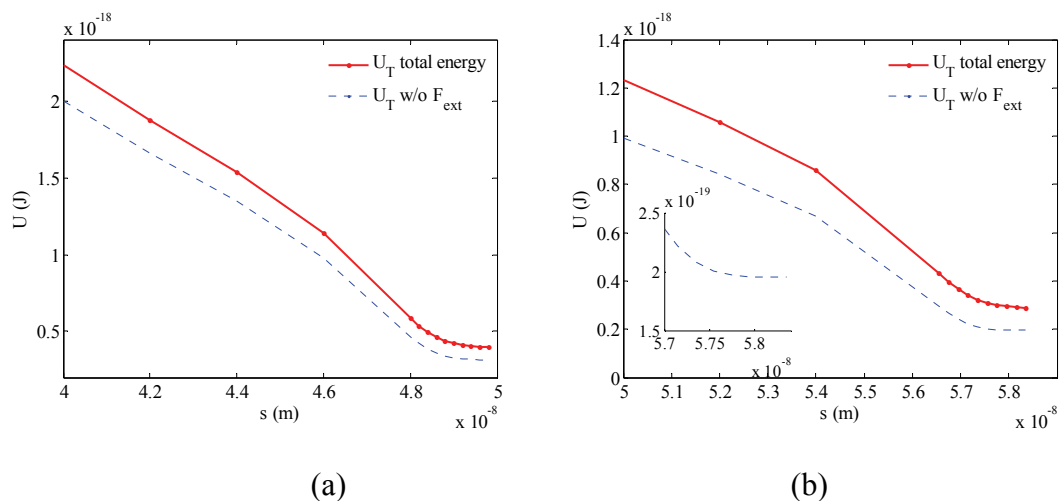 x 10^-18
U_T total energy
U_T w/o F_ext
2
1.5
1
0.5
U (J)
4 4.2 4.4 4.6 4.8 5
s (m)
x 10^-8
(a)
x 10^-18
1.4
1.2
1
0.8
0.6
0.4
0.2
0
U (J)
U_T total energy
U_T w/o F_ext
x 10^-19
2.5
2
1.5
5.7 5.75 5.8
x 10^-8
5 5.1 5.2 5.3 5.4 5.5 5.6 5.7 5.8
s (m)
x 10^-8
(b)